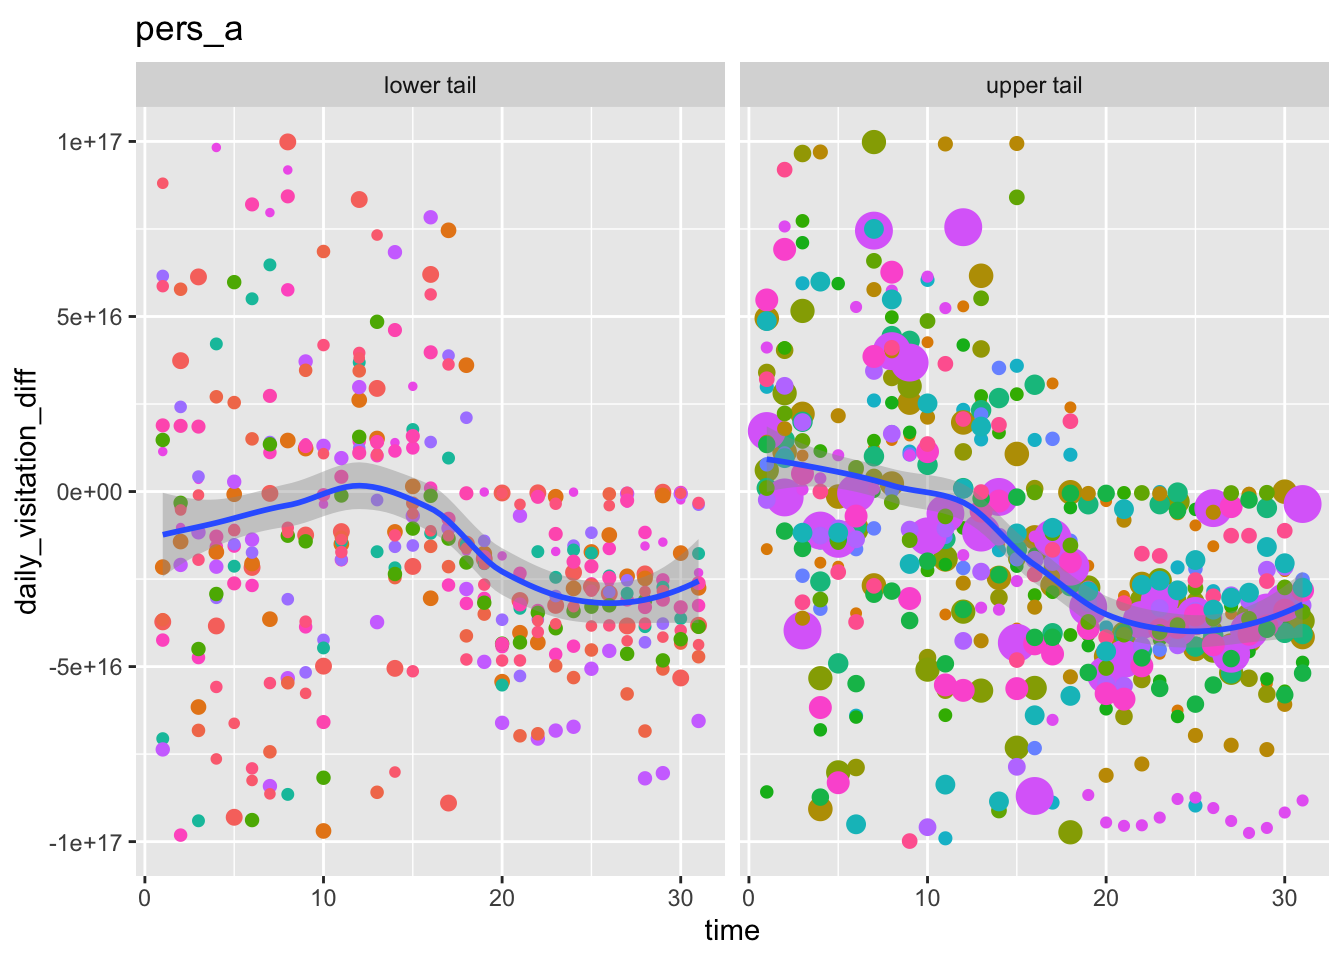 pers_a
lower tail
upper tail
1e+17
5e+16
0e+00
-5e+16
-1e+17
daily_visitation_diff
0 10 20 30 0 10 20 30
time